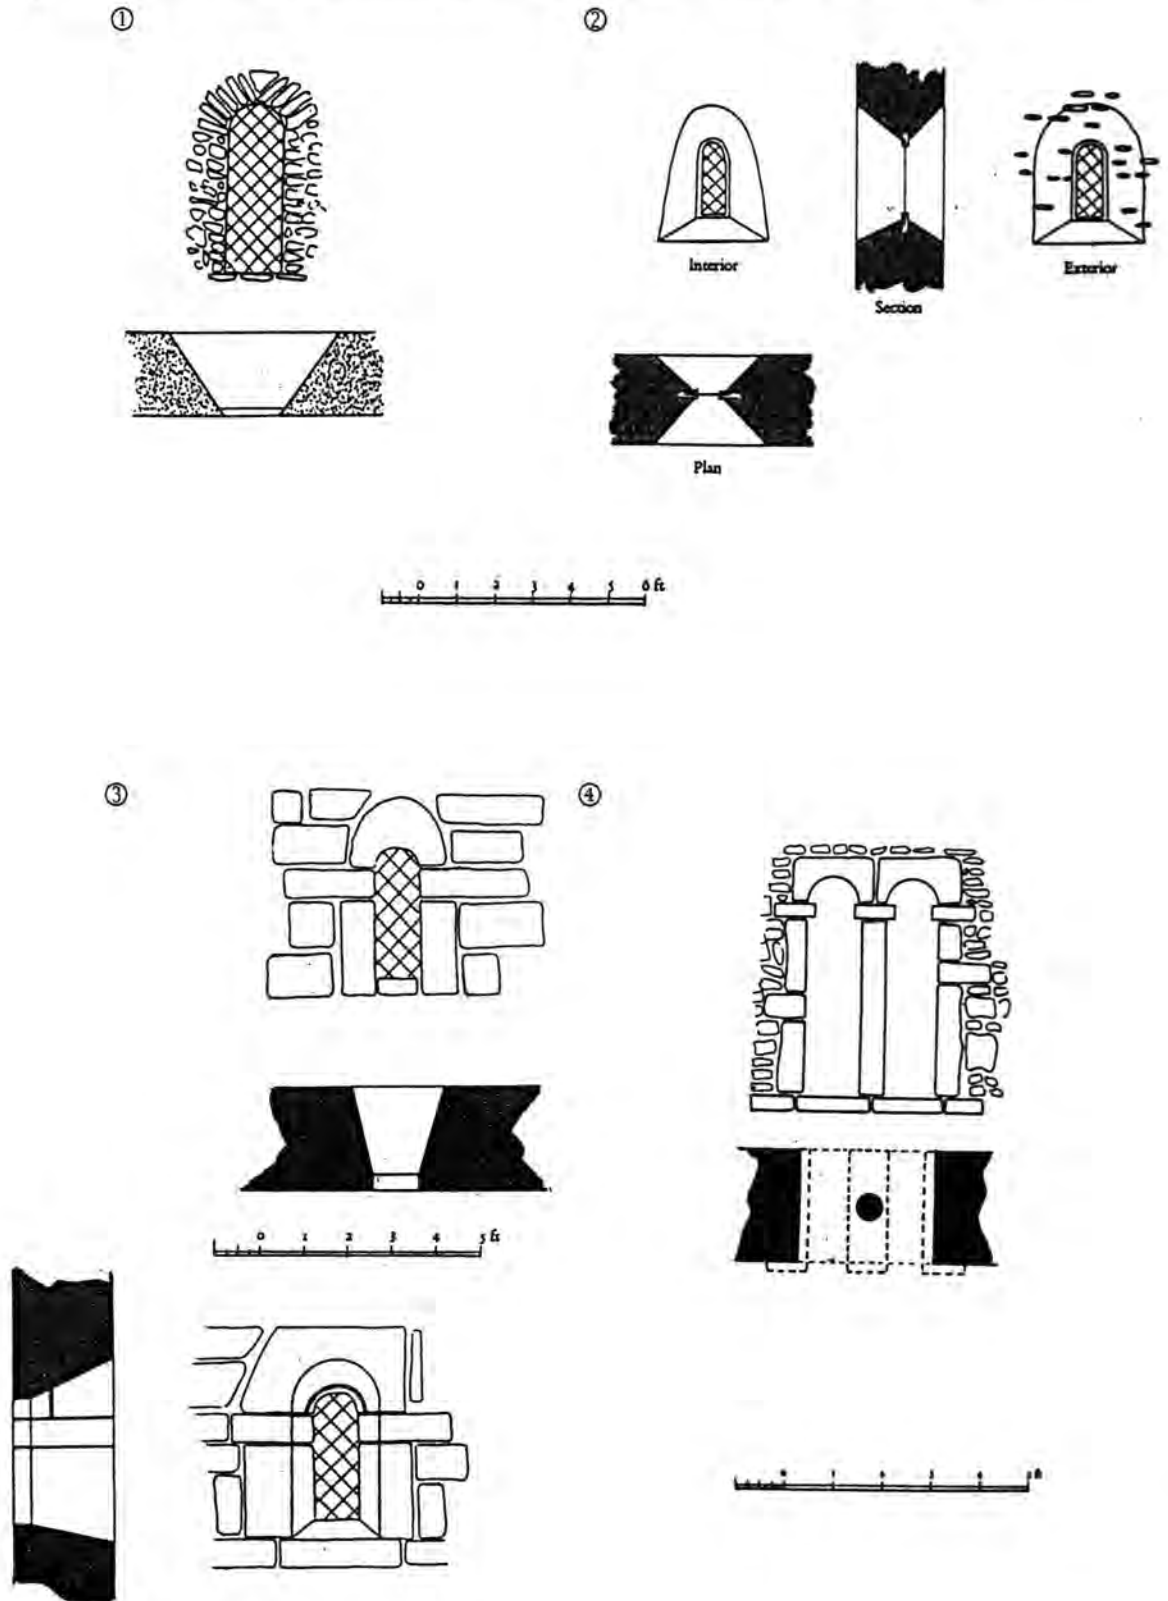 ① ②
Interior
Section
Exterior
Plan
0 1 2 3 4 5 6 ft
③ ④
0 1 2 3 4 5 ft
ft